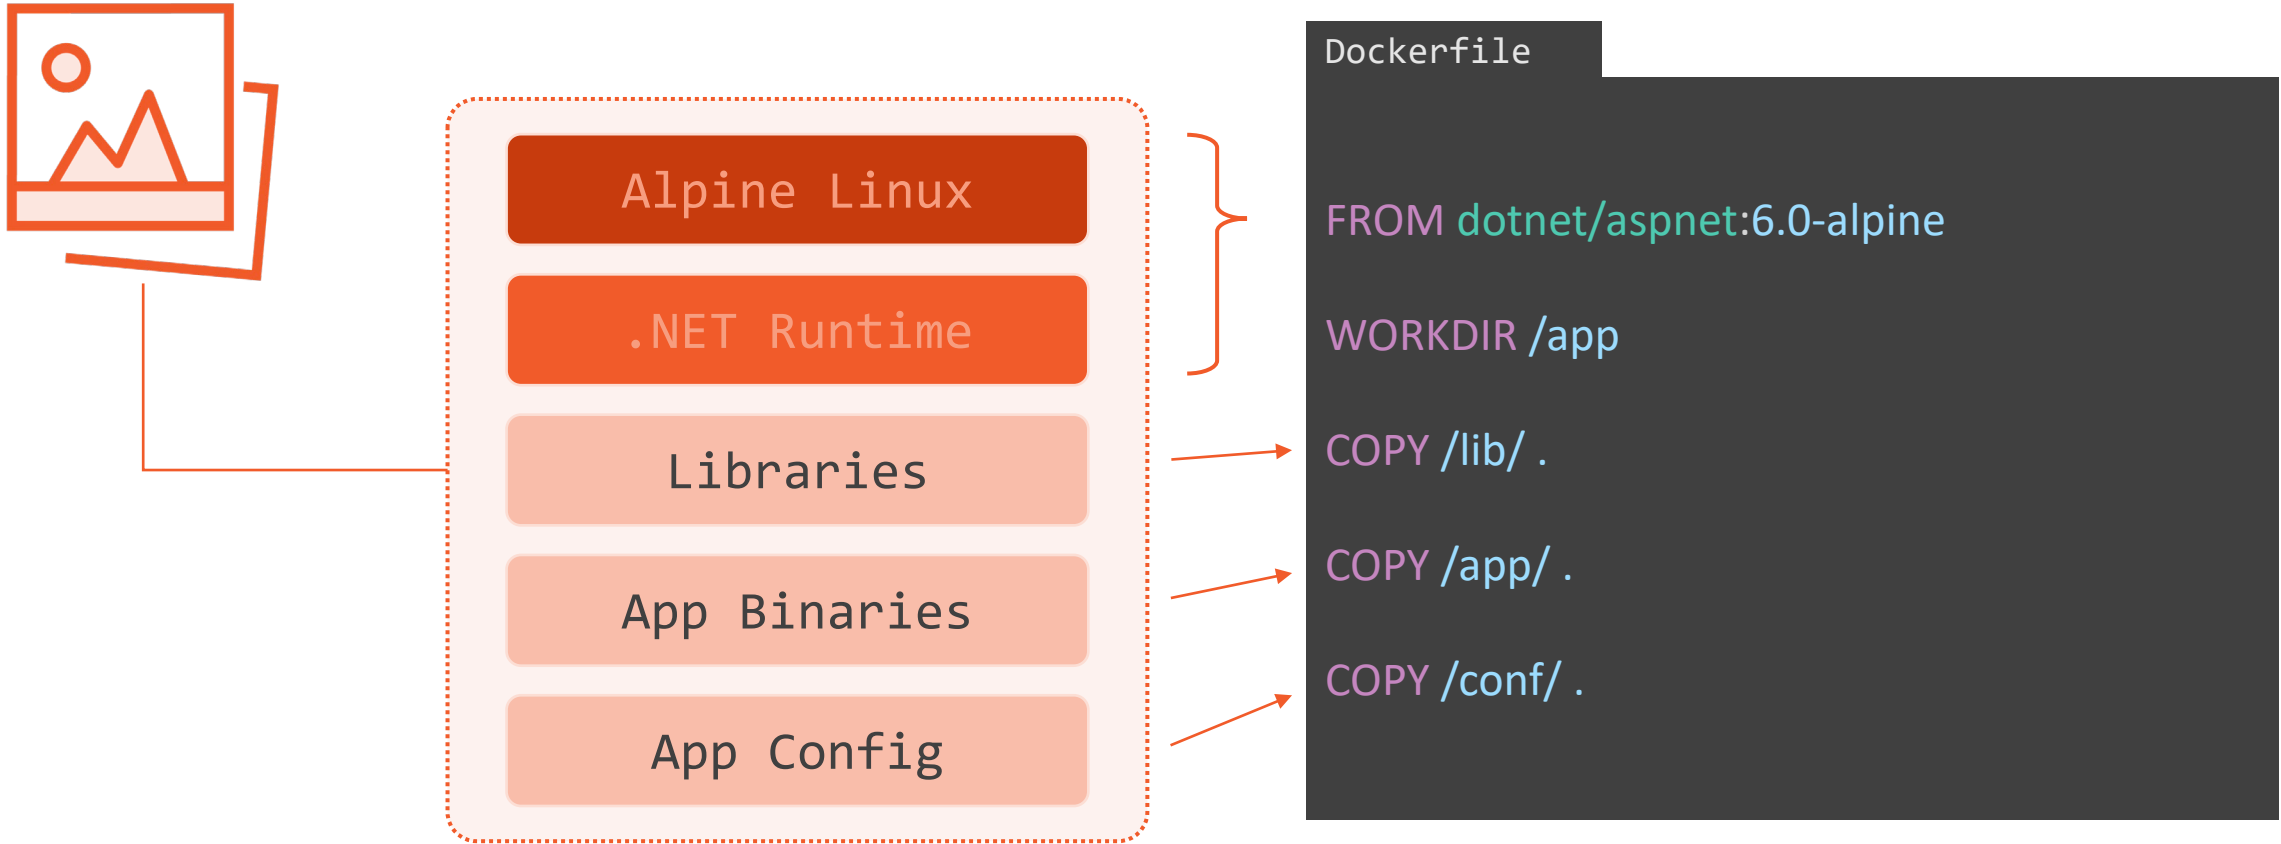 Alpine Linux
.NET Runtime
Libraries
App Binaries
App Config
Dockerfile
FROM dotnet/aspnet:6.0-alpine
WORKDIR /app
COPY /lib/ .
COPY /app/ .
COPY /conf/ .